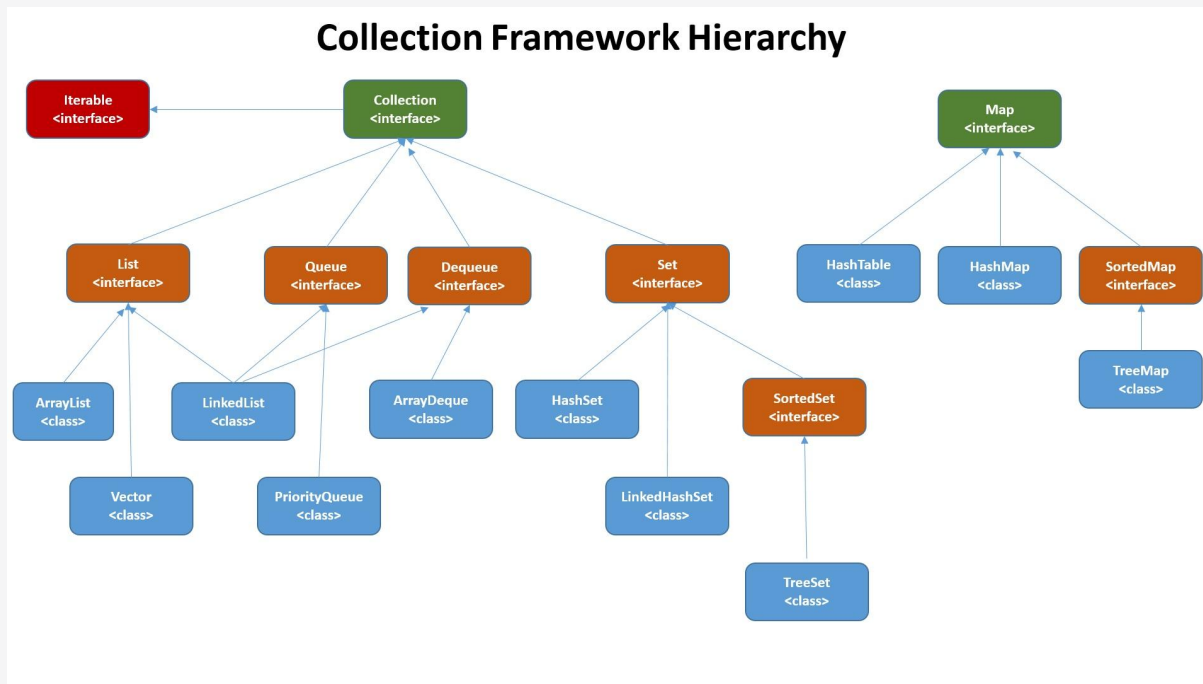 Collection Framework Hierarchy
Iterable
<interface>
Collection
<interface>
Map
<interface>
List
<interface>
Queue
<interface>
Dequeue
<interface>
Set
<interface>
HashTable
<class>
HashMap
<class>
SortedMap
<interface>
ArrayList
<class>
LinkedList
<class>
ArrayDeque
<class>
HashSet
<class>
SortedSet
<interface>
TreeMap
<class>
Vector
<class>
PriorityQueue
<class>
LinkedHashSet
<class>
TreeSet
<class>